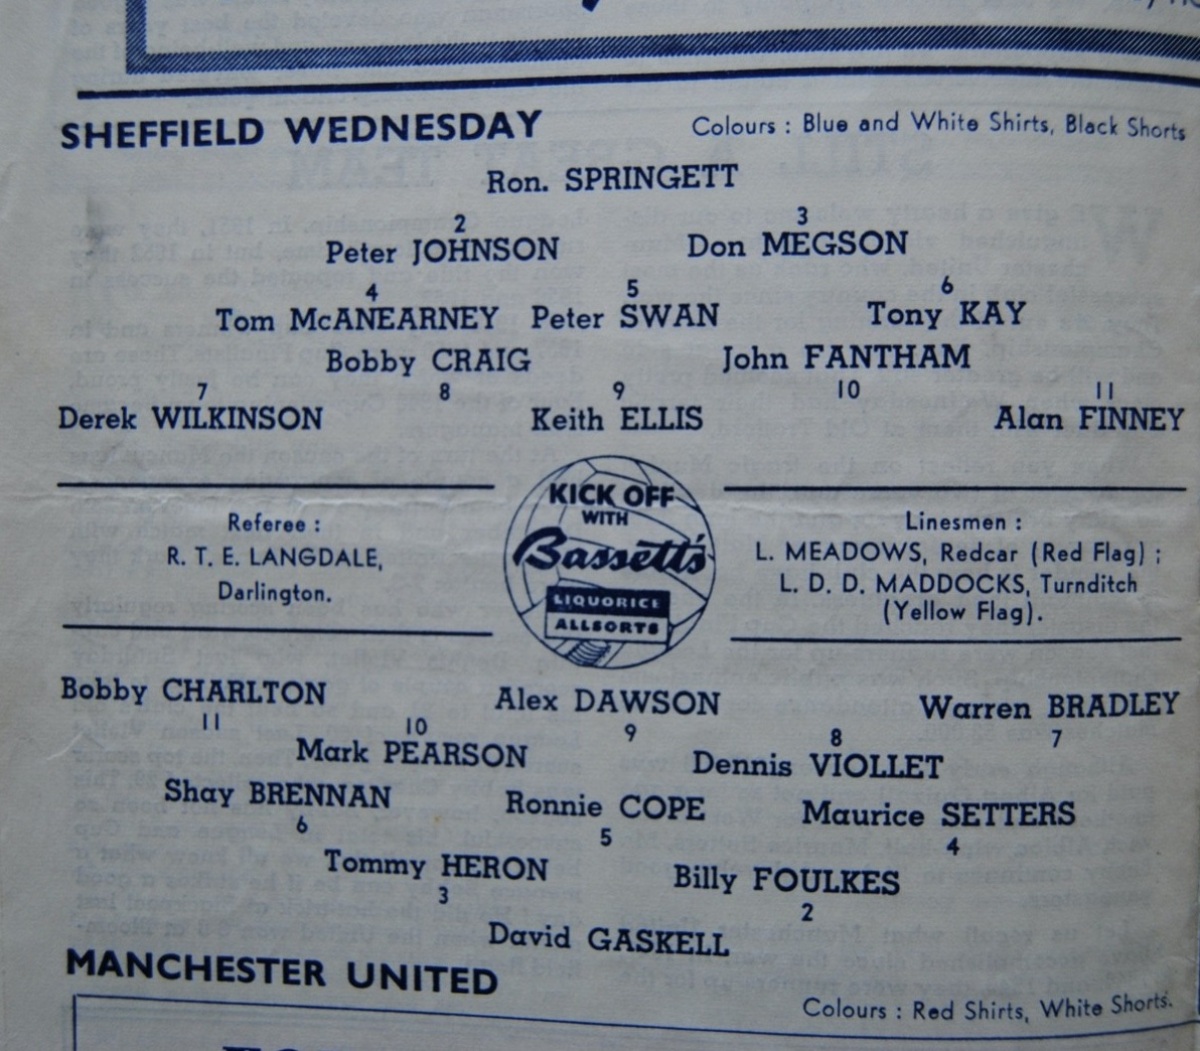 SHEFFIELD WEDNESDAY Colours : Blue and White Shirts, Black Shorts
Ron. SPRINGETT
2 3
Peter JOHNSON Don MEGSON
4 5 6
Tom McANEARNEY Peter SWAN Tony KAY
Bobby CRAIG John FANTHAM
7 8 9 10 11
Derek WILKINSON Keith ELLIS Alan FINNEY
KICK OFF
WITH
Bassett's
LIQUORICE
ALLSORTS
Referee :
R. T. E. LANGDALE,
Darlington.
Linesmen :
L. MEADOWS, Redcar (Red Flag) ;
L. D. D. MADDOCKS, Turnditch
(Yellow Flag).
Bobby CHARLTON Alex DAWSON Warren BRADLEY
11 10 9 8 7
Mark PEARSON Dennis VIOLLET
Shay BRENNAN Ronnie COPE Maurice SETTERS
6 5 4
Tommy HERON Billy FOULKES
3 2
David GASKELL
MANCHESTER UNITED Colours : Red Shirts, White Shorts.